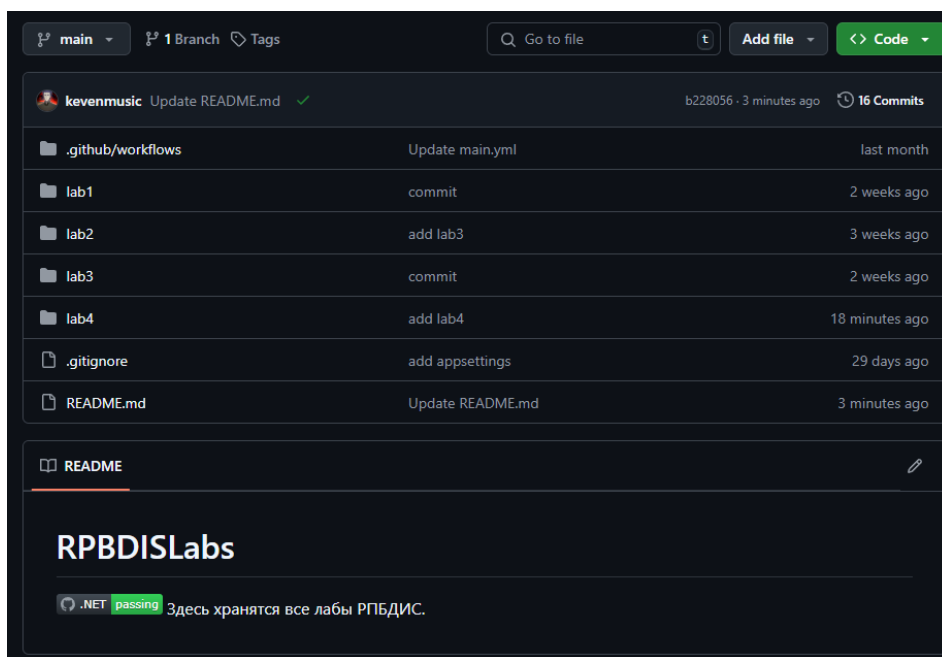 main 1 Branch Tags Go to file t Add file Code
kevenmusic Update README.md b228056 · 3 minutes ago 16 Commits
.github/workflows Update main.yml last month
lab1 commit 2 weeks ago
lab2 add lab3 3 weeks ago
lab3 commit 2 weeks ago
lab4 add lab4 18 minutes ago
.gitignore add appsettings 29 days ago
README.md Update README.md 3 minutes ago
README
RPBDISLabs
.NET passing Здесь хранятся все лабы РПБДИС.